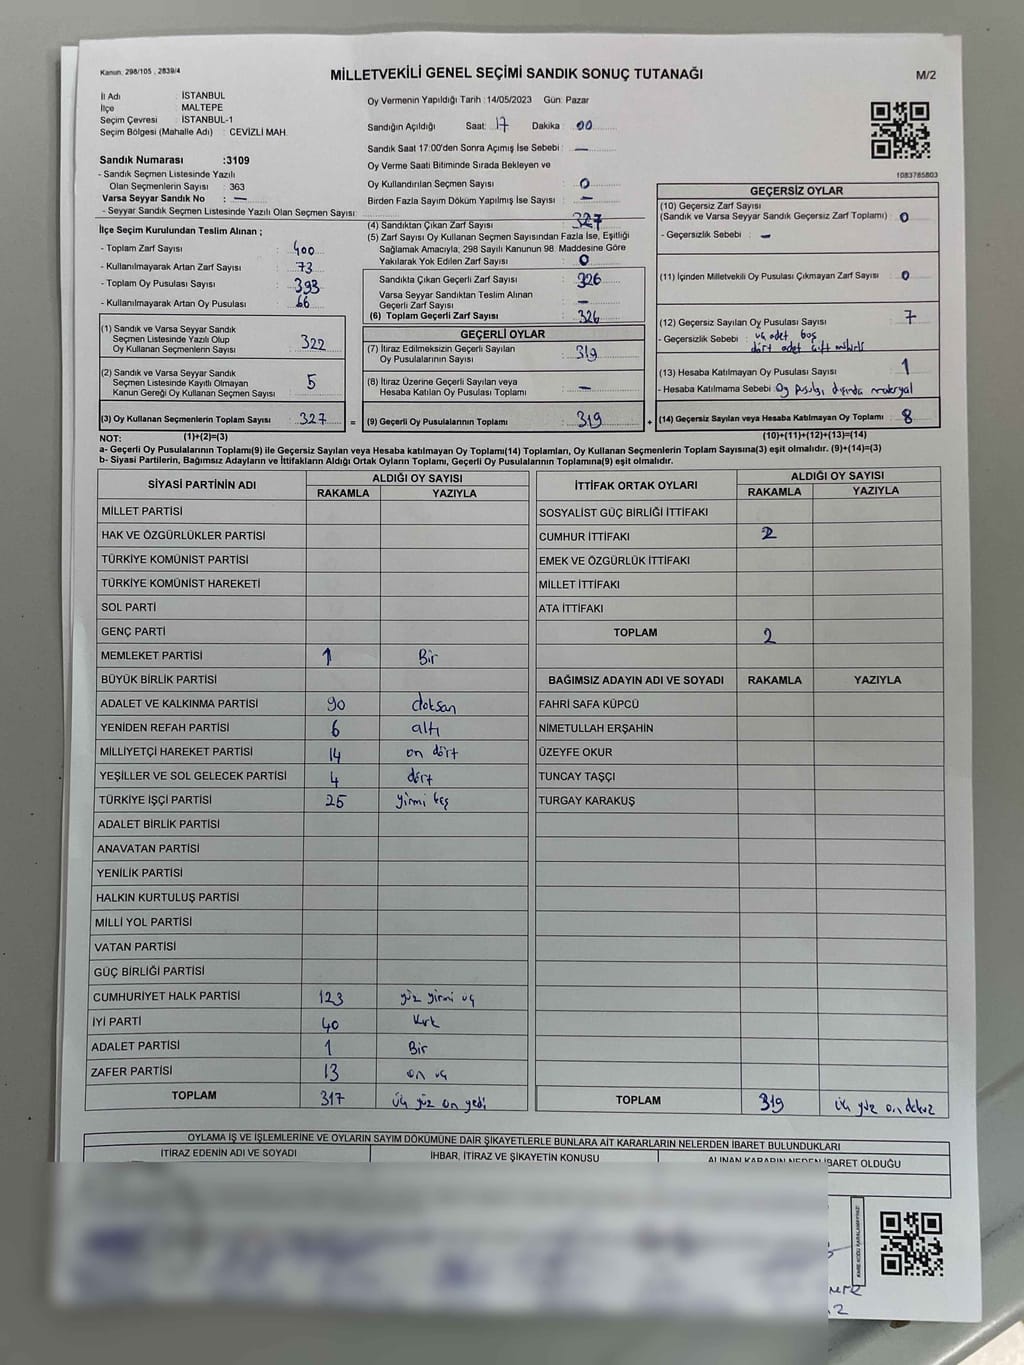 Kanun, 298/105 , 2839/4
MİLLETVEKİLİ GENEL SEÇİMİ SANDIK SONUÇ TUTANAĞI
M/2
İl Adı : İSTANBUL
İlçe : MALTEPE
Seçim Çevresi : İSTANBUL-1
Seçim Bölgesi (Mahalle Adı) : CEVİZLİ MAH.
Sandık Numarası :3109
- Sandık Seçmen Listesinde Yazılı
Olan Seçmenlerin Sayısı : 363
Varsa Seyyar Sandık No : —
- Seyyar Sandık Seçmen Listesinde Yazılı Olan Seçmen Sayısı:
Oy Vermenin Yapıldığı Tarih :14/05/2023 Gün: Pazar
Sandığın Açıldığı Saat: 17 Dakika : 00
Sandık Saat 17:00'den Sonra Açmış İse Sebebi : —
Oy Verme Saati Bitiminde Sırada Bekleyen ve
Oy Kullandırılan Seçmen Sayısı : 0
Birden Fazla Sayım Döküm Yapılmış İse Sayısı : —
1083785803
İlçe Seçim Kurulundan Teslim Alınan ;
- Toplam Zarf Sayısı : 400
- Kullanılmayarak Artan Zarf Sayısı : 73
- Toplam Oy Pusulası : 393
- Kullanılmayarak Artan Oy Pusulası : 66
(1) Sandık ve Varsa Seyyar Sandık
Seçmen Listesinde Yazılı Olup
Oy Kullanan Seçmenlerin Sayısı : 322
(2) Sandık ve Varsa Seyyar Sandık
Seçmen Listesinde Kayıtlı Olmayan
Kanun Gereği Oy Kullanan Seçmen Sayısı : 5
(3) Oy Kullanan Seçmenlerin Toplam Sayısı : 327 =
(4) Sandıktan Çıkan Zarf Sayısı : 327
(5) Zarf Sayısı Oy Kullanan Seçmen Sayısından Fazla İse, Eşitliği
Sağlamak Amacıyla, 298 Sayılı Kanunun 98. Maddesine Göre
Yakılarak Yok Edilen Zarf Sayısı : 0
Sandıkta Çıkan Geçerli Zarf Sayısı : 326
Varsa Seyyar Sandıktan Teslim Alınan
Geçerli Zarf Sayısı : —
(6) Toplam Geçerli Zarf Sayısı : 326
GEÇERLİ OYLAR
(7) İtiraz Edilmeksizin Geçerli Sayılan
Oy Pusulalarının Sayısı : 319
(8) İtiraz Üzerine Geçerli Sayılan veya
Hesaba Katılan Oy Pusulası Toplamı : —
(9) Geçerli Oy Pusulalarının Toplamı : 319 +
GEÇERSİZ OYLAR
(10) Geçersiz Zarf Sayısı
(Sandık ve Varsa Seyyar Sandık Geçersiz Zarf Toplamı) : 0
- Geçersizlik Sebebi : —
(11) İçinden Milletvekili Oy Pusulası Çıkmayan Zarf Sayısı : 0
(12) Geçersiz Sayılan Oy Pusulası Sayısı : 7
- Geçersizlik Sebebi : üç adet boş
dört adet çift mühürlü
(13) Hesaba Katılmayan Oy Pusulası Sayısı : 1
- Hesaba Katılmama Sebebi : Oy pusulası dışında materyal
(14) Geçersiz Sayılan veya Hesaba Katılmayan Oy Toplamı : 8
NOT: (1)+(2)=(3) (10)+(11)+(12)+(13)=(14)
a- Geçerli Oy Pusulalarının Toplamı(9) ile Geçersiz Sayılan veya Hesaba katılmayan Oy Toplamı(14) Toplamları, Oy Kullanan Seçmenlerin Toplam Sayısına(3) eşit olmalıdır. (9)+(14)=(3)
b- Siyasi Partilerin, Bağımsız Adayların ve İttifakların Aldığı Ortak Oyların Toplamı, Geçerli Oy Pusulalarının Toplamına(9) eşit olmalıdır.
SİYASİ PARTİNİN ADI ALDIĞI OY SAYISI
RAKAMLA YAZIYLA
MİLLET PARTİSİ
HAK VE ÖZGÜRLÜKLER PARTİSİ
TÜRKİYE KOMÜNİST PARTİSİ
TÜRKİYE KOMÜNİST HAREKETİ
SOL PARTİ
GENÇ PARTİ
MEMLEKET PARTİSİ 1 Bir
BÜYÜK BİRLİK PARTİSİ
ADALET VE KALKINMA PARTİSİ 90 doksan
YENİDEN REFAH PARTİSİ 6 altı
MİLLİYETÇİ HAREKET PARTİSİ 14 on dört
YEŞİLLER VE SOL GELECEK PARTİSİ 4 dört
TÜRKİYE İŞÇİ PARTİSİ 25 yirmi beş
ADALET BİRLİK PARTİSİ
ANAVATAN PARTİSİ
YENİLİK PARTİSİ
HALKIN KURTULUŞ PARTİSİ
MİLLİ YOL PARTİSİ
VATAN PARTİSİ
GÜÇ BİRLİĞİ PARTİSİ
CUMHURİYET HALK PARTİSİ 123 yüz yirmi üç
İYİ PARTİ 40 Kırk
ADALET PARTİSİ 1 Bir
ZAFER PARTİSİ 13 on üç
TOPLAM 317 üç yüz on yedi
İTTİFAK ORTAK OYLARI ALDIĞI OY SAYISI
RAKAMLA YAZIYLA
SOSYALİST GÜÇ BİRLİĞİ İTTİFAKI
CUMHUR İTTİFAKI 2
EMEK VE ÖZGÜRLÜK İTTİFAKI
MİLLET İTTİFAKI
ATA İTTİFAKI
TOPLAM 2
BAĞIMSIZ ADAYIN ADI VE SOYADI RAKAMLA YAZIYLA
FAHRİ SAFA KÜPCÜ
NİMETULLAH ERŞAHİN
ÜZEYFE OKUR
TUNCAY TAŞÇI
TURGAY KARAKUŞ
TOPLAM 319 üç yüz on dokuz
OYLAMA İŞ VE İŞLEMLERİNE VE OYLARIN SAYIM DÖKÜMÜNE DAİR ŞİKAYETLERLE BUNLARA AİT KARARLARIN NELERDEN İBARET BULUNDUKLARI
İTİRAZ EDENİN ADI VE SOYADI İHBAR, İTİRAZ VE ŞİKAYETİN KONUSU ALINAN KARARIN NEDEN İBARET OLDUĞU